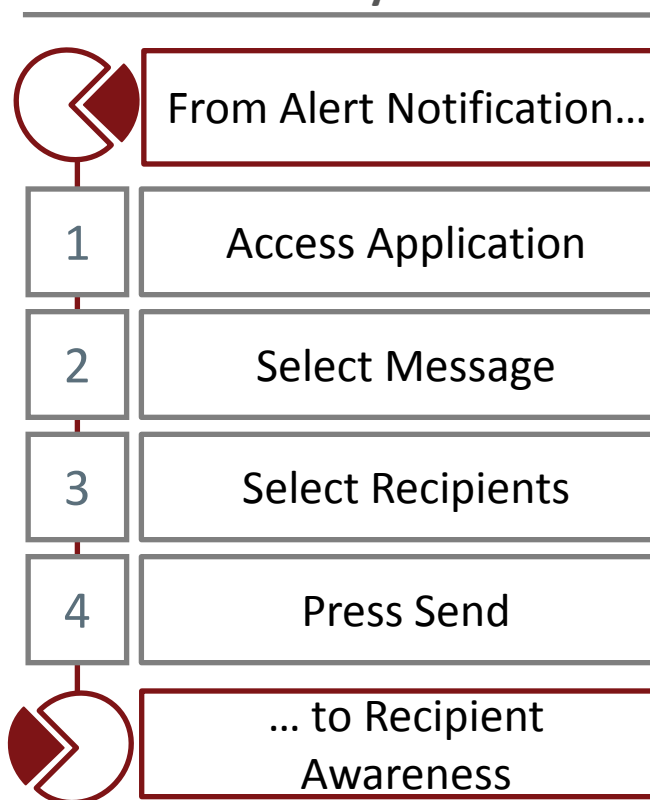 From Alert Notification…
1
Access Application
2
Select Message
3
Select Recipients
4
Press Send
… to Recipient
Awareness